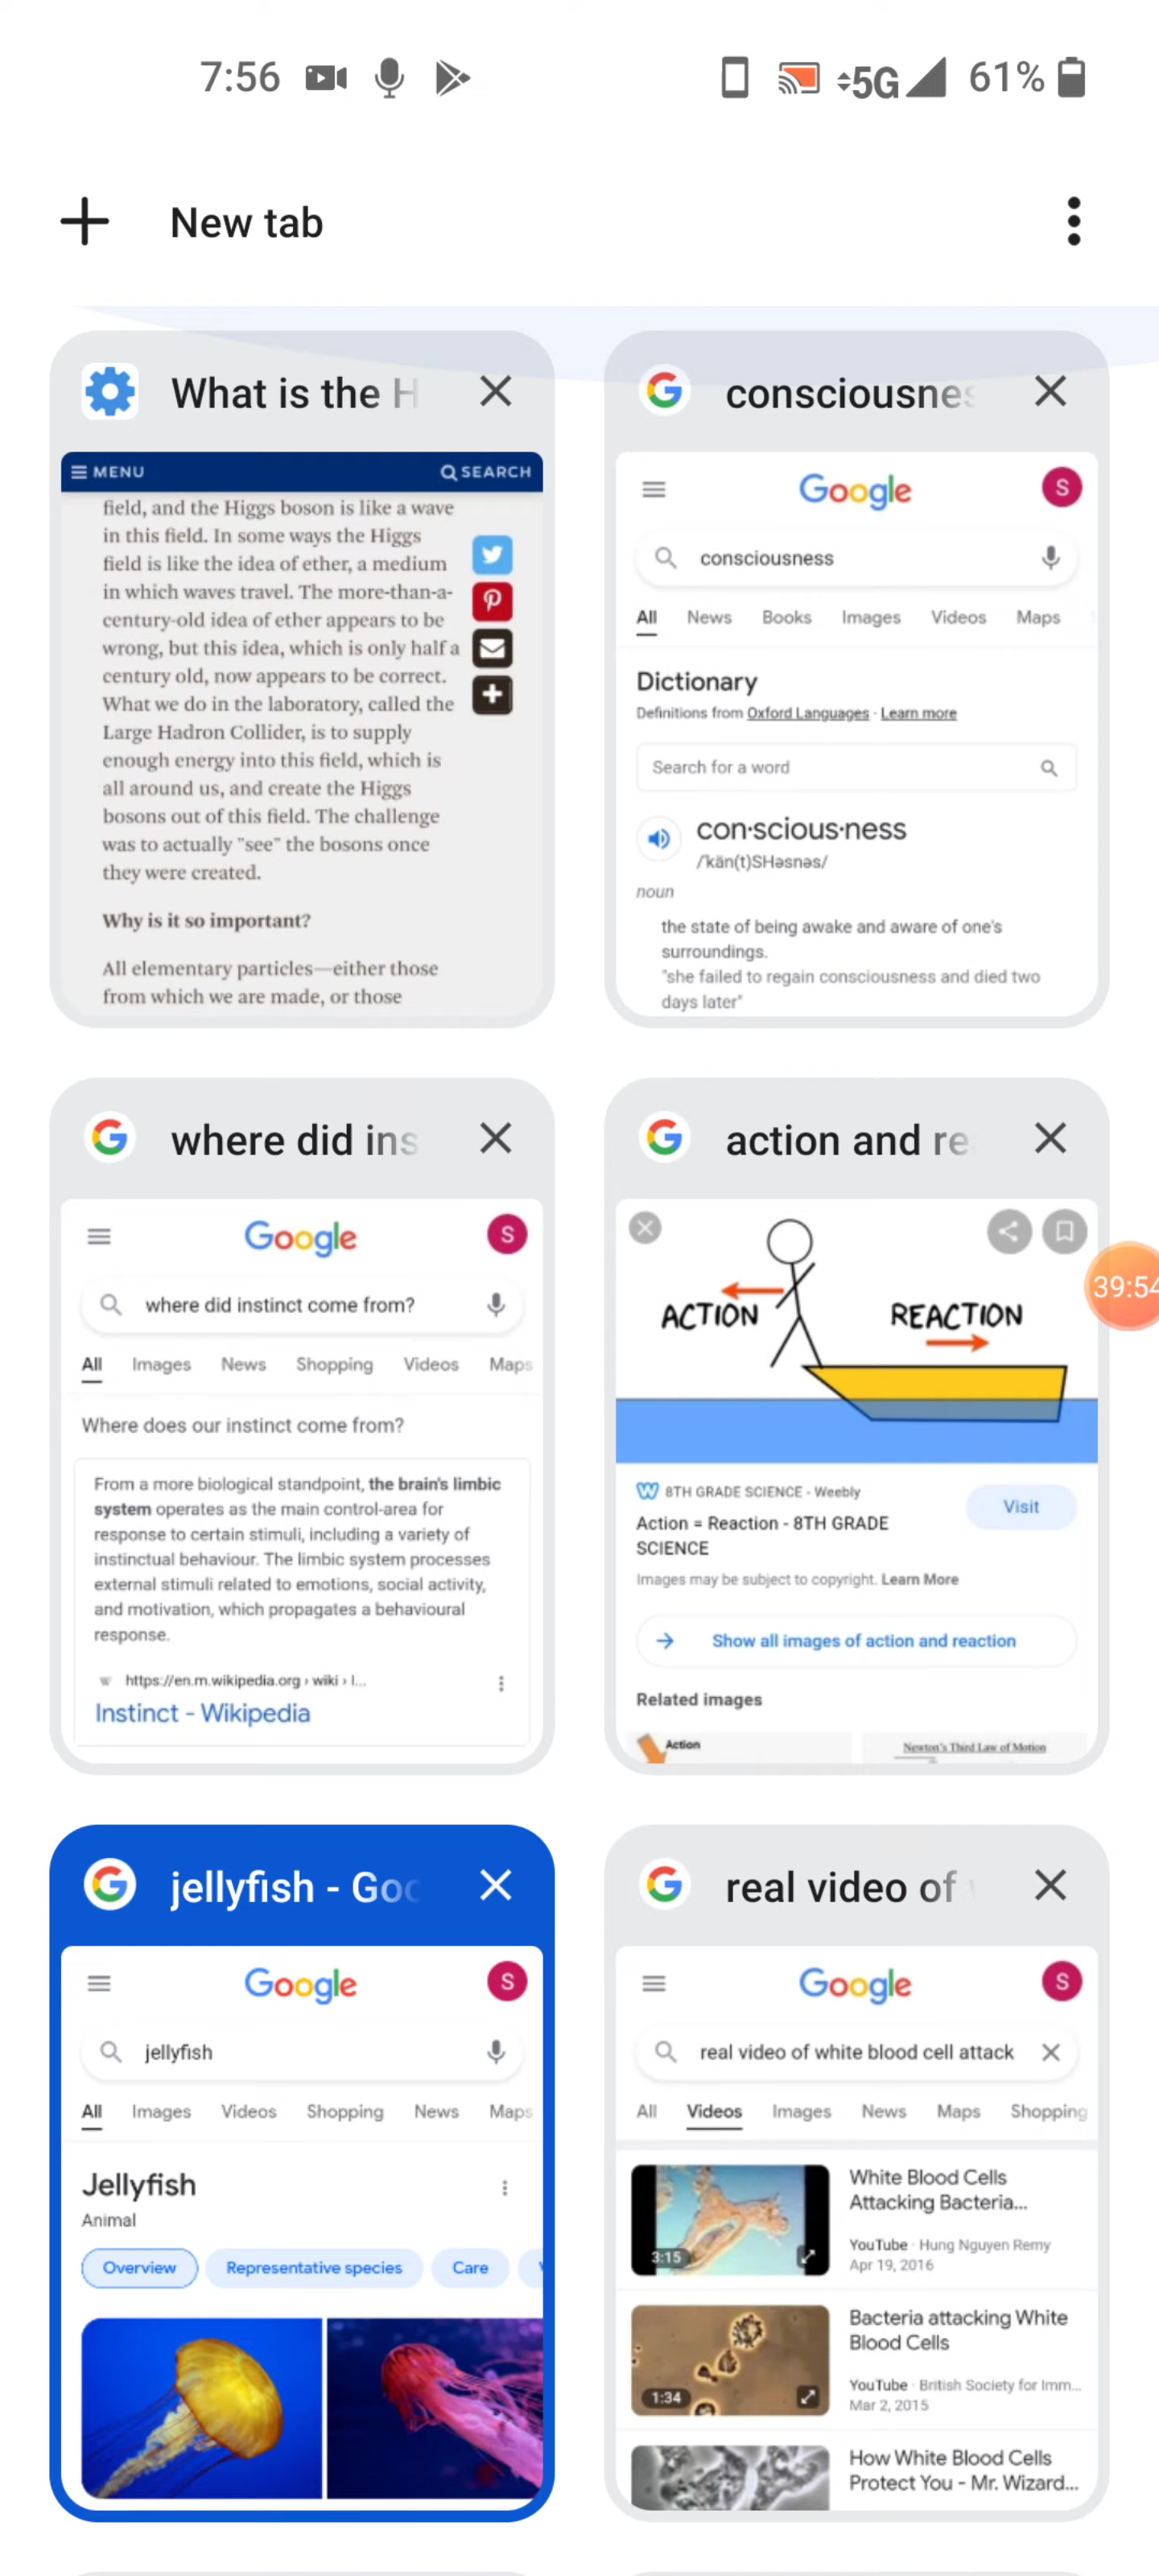 7:56
5G 61%
New tab
What is the H
MENU
SEARCH
field, and the Higgs boson is like a wave
in this field. In some ways the Higgs
field is like the idea of ether, a medium
in which waves travel. The more-than-a-
century-old idea of ether appears to be
wrong, but this idea, which is only half a
century old, now appears to be correct.
What we do in the laboratory, called the
Large Hadron Collider, is to supply
enough energy into this field, which is
all around us, and create the Higgs
bosons out of this field. The challenge
was to actually "see" the bosons once
they were created.
Why is it so important?
All elementary particles—either those
from which we are made, or those
consciousnes
Google
S
consciousness
All News Books Images Videos Maps
Dictionary
Definitions from Oxford Languages · Learn more
Search for a word
con·scious·ness
/ˈkän(t)SHəsnəs/
noun
the state of being awake and aware of one's
surroundings.
"she failed to regain consciousness and died two
days later"
where did ins
Google
S
where did instinct come from?
All Images News Shopping Videos Maps
Where does our instinct come from?
From a more biological standpoint, the brain's limbic
system operates as the main control-area for
response to certain stimuli, including a variety of
instinctual behaviour. The limbic system processes
external stimuli related to emotions, social activity,
and motivation, which propagates a behavioural
response.
W https://en.m.wikipedia.org › wiki › I...
Instinct - Wikipedia
action and re
ACTION
REACTION
8TH GRADE SCIENCE - Weebly
Visit
Action = Reaction - 8TH GRADE
SCIENCE
Images may be subject to copyright. Learn More
Show all images of action and reaction
Related images
Action
Newton's Third Law of Motion
39:54
jellyfish - Goo
Google
S
jellyfish
All Images Videos Shopping News Maps
Jellyfish
Animal
Overview
Representative species
Care
real video of
Google
S
real video of white blood cell attack
All Videos Images News Maps Shopping
White Blood Cells
Attacking Bacteria...
YouTube · Hung Nguyen Remy
Apr 19, 2016
3:15
Bacteria attacking White
Blood Cells
YouTube · British Society for Imm...
Mar 2, 2015
1:34
How White Blood Cells
Protect You - Mr. Wizard...